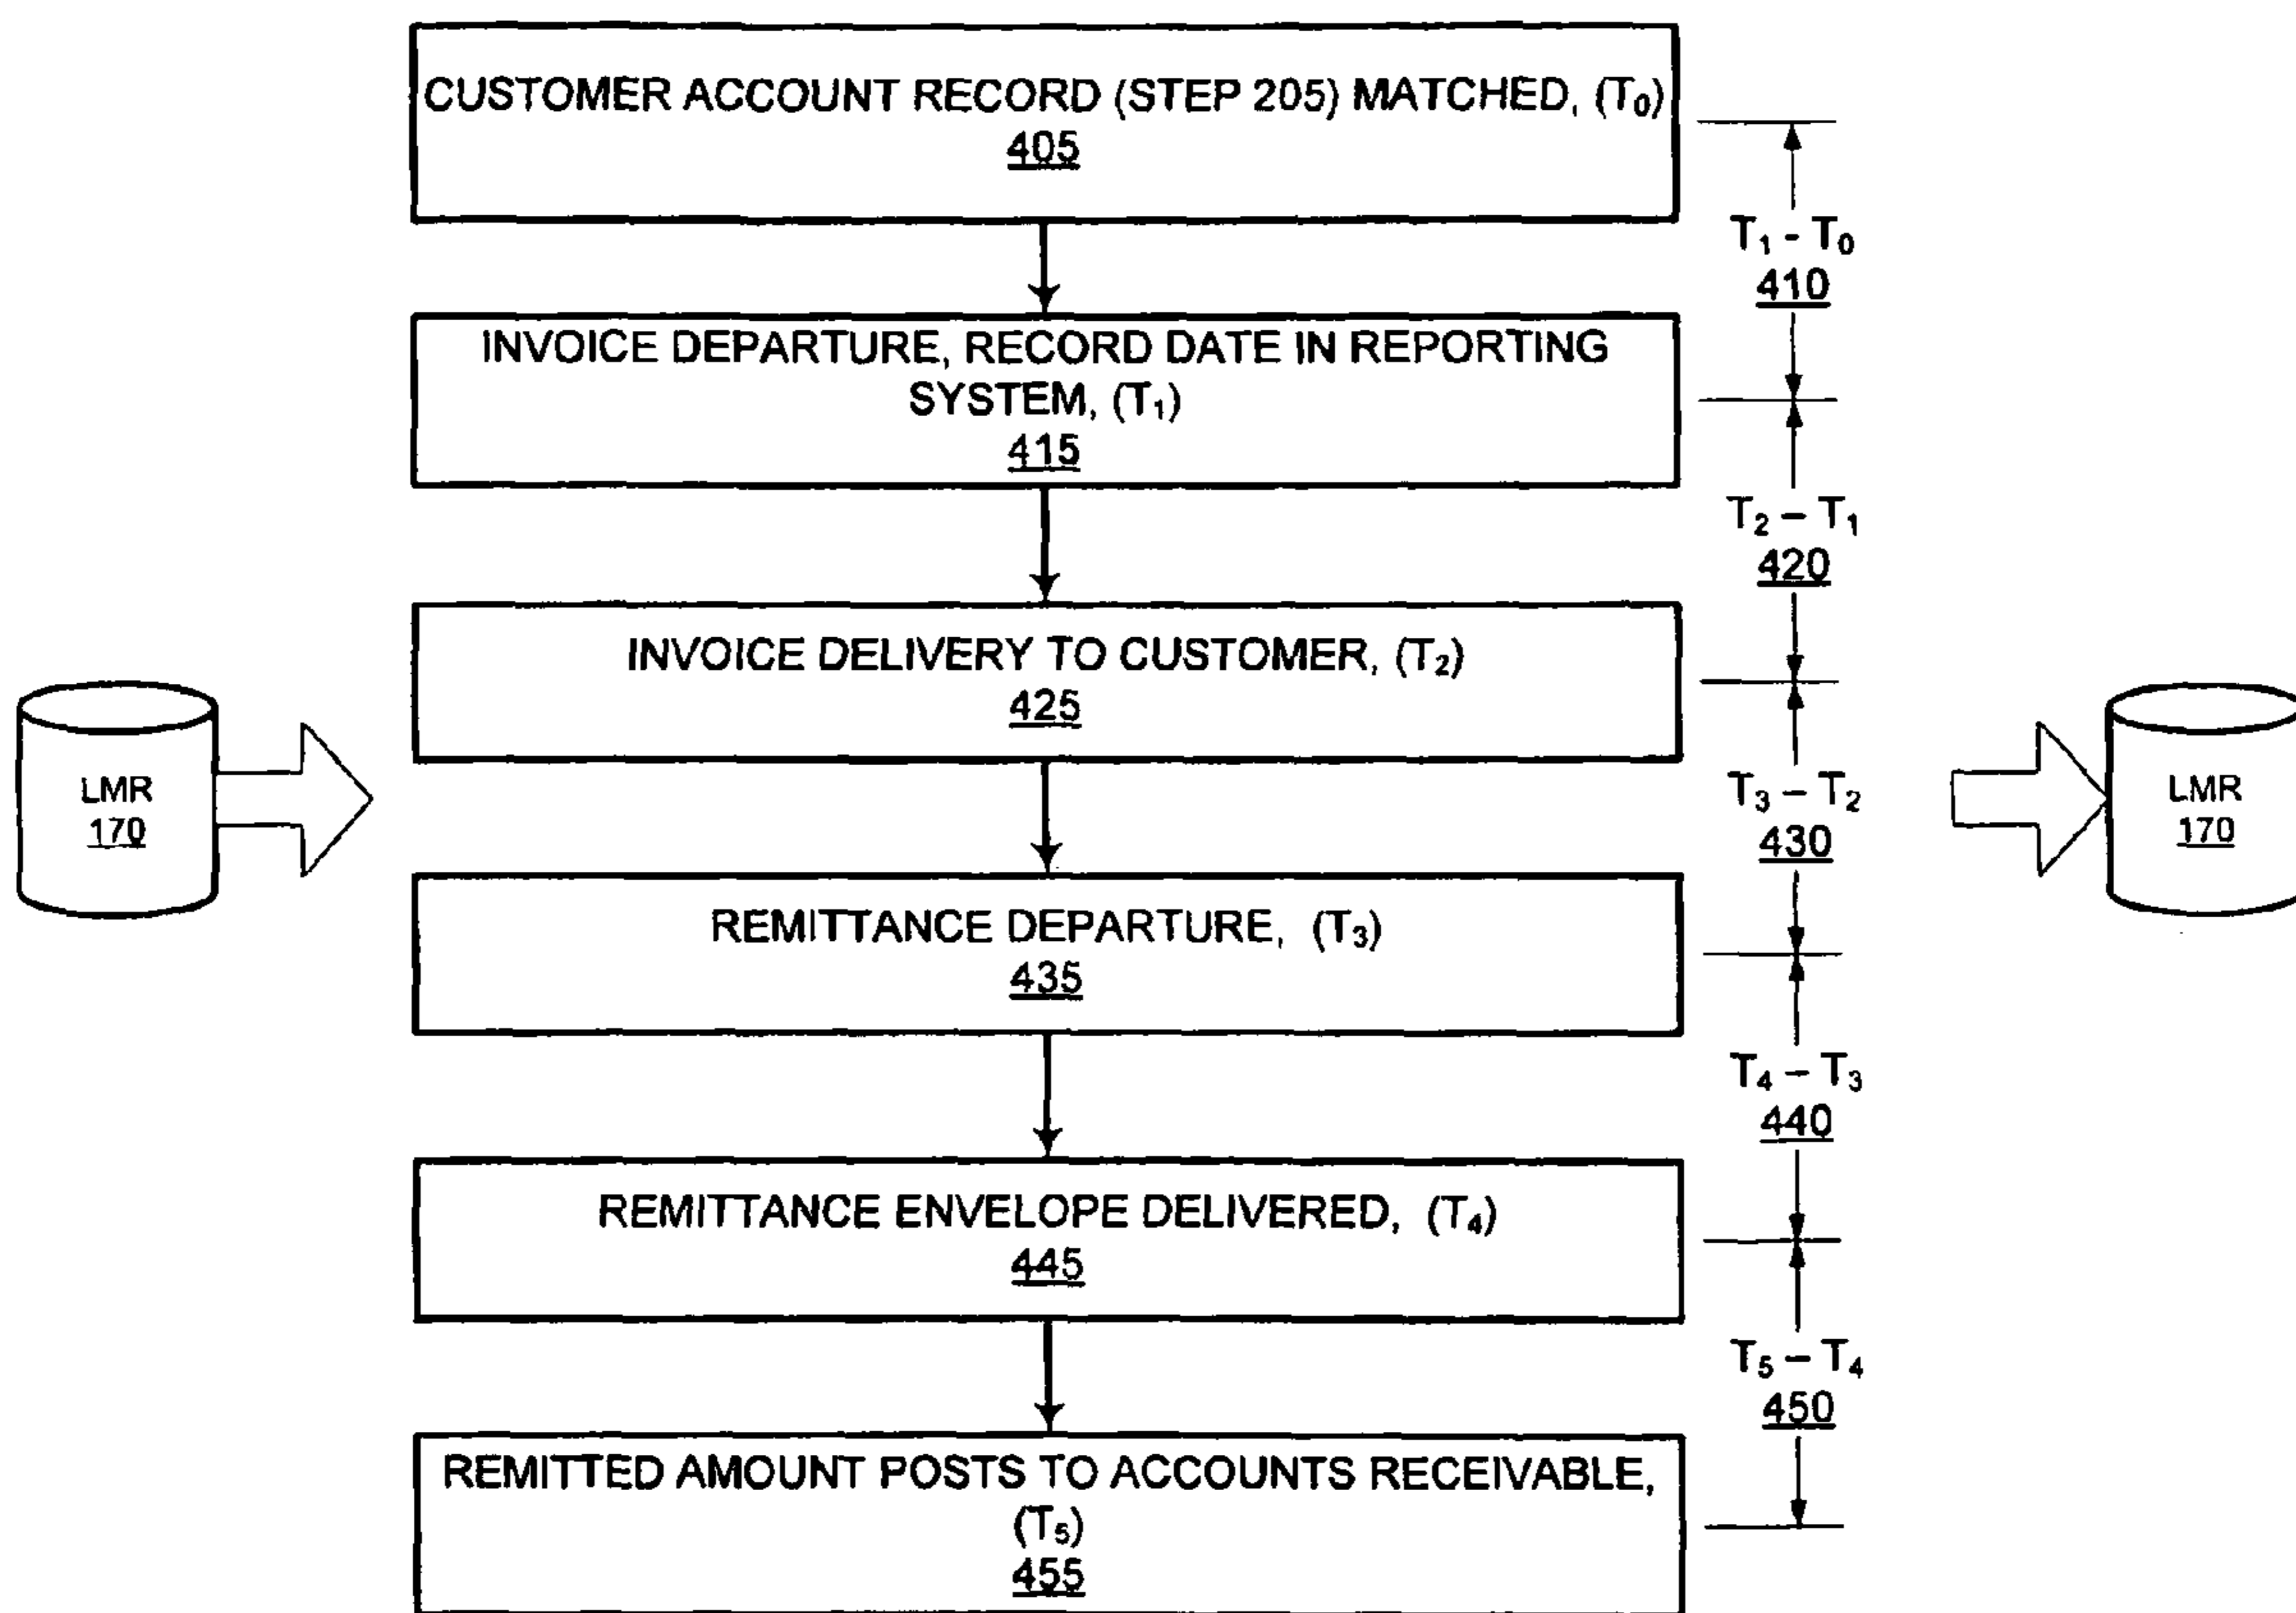 CUSTOMER ACCOUNT RECORD (STEP 205) MATCHED, (T₀)
405
T₁ - T₀
410
INVOICE DEPARTURE, RECORD DATE IN REPORTING
SYSTEM, (T₁)
415
T₂ – T₁
420
INVOICE DELIVERY TO CUSTOMER, (T₂)
425
LMR
170
T₃ – T₂
430
LMR
170
REMITTANCE DEPARTURE, (T₃)
435
T₄ – T₃
440
REMITTANCE ENVELOPE DELIVERED, (T₄)
445
T₅ – T₄
450
REMITTED AMOUNT POSTS TO ACCOUNTS RECEIVABLE,
(T₅)
455